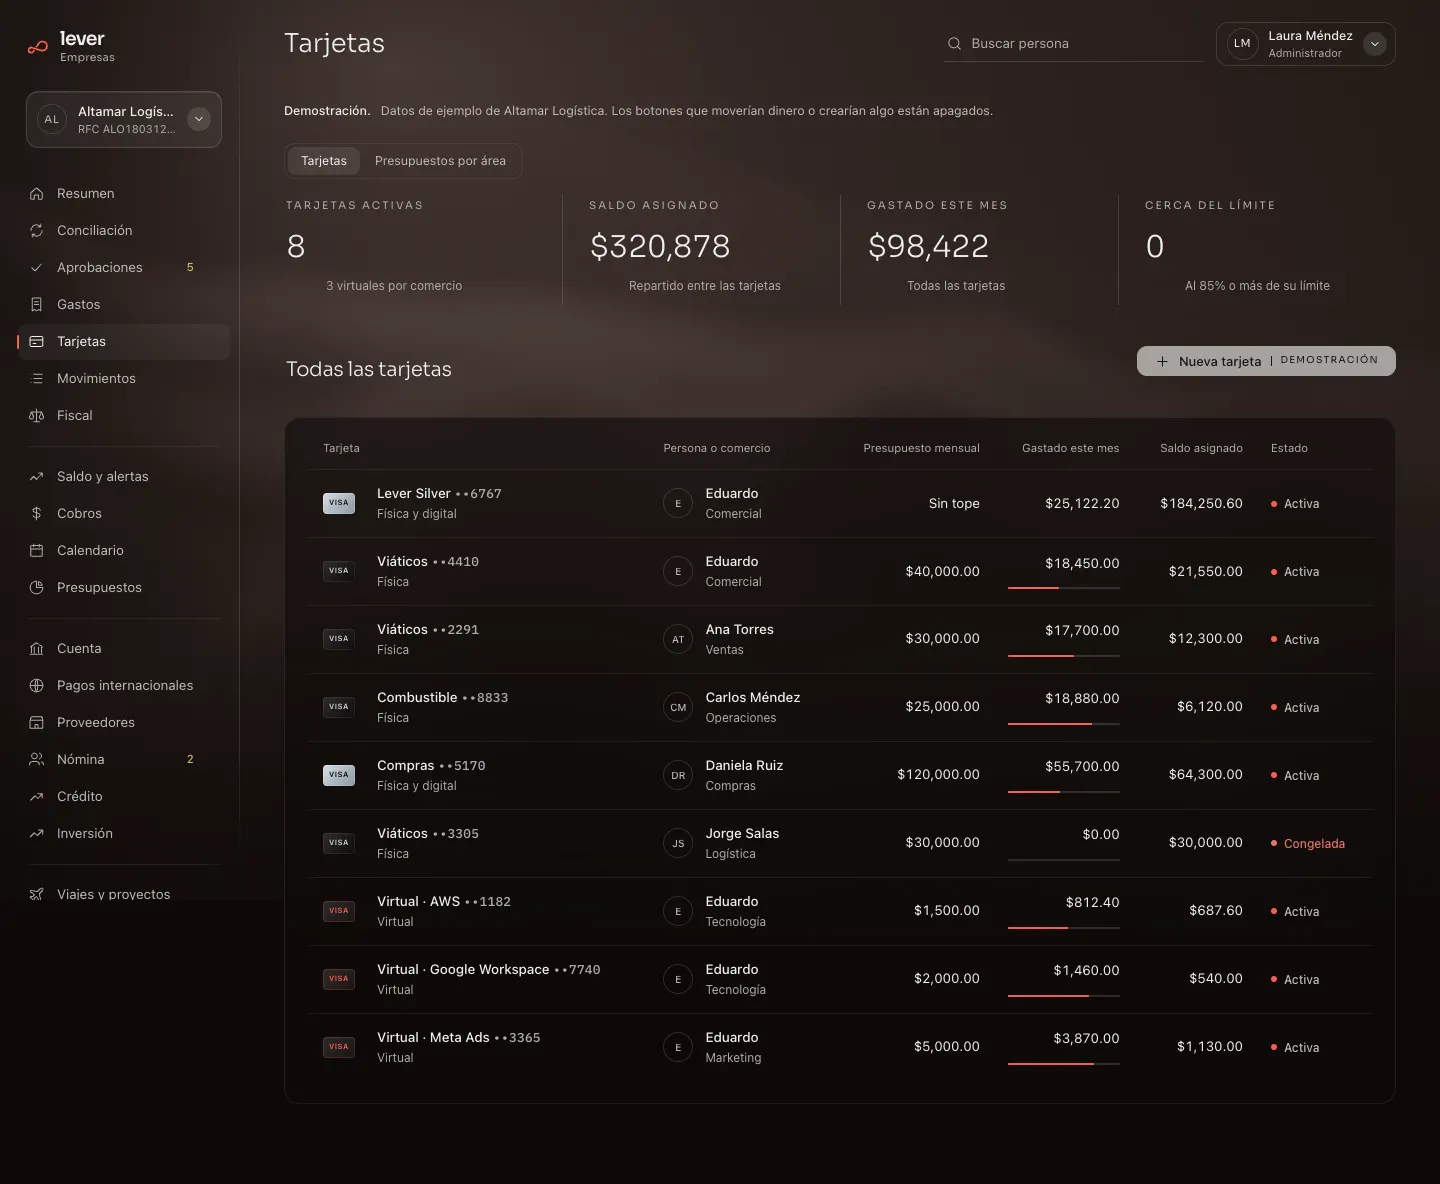 lever
Empresas
AL
Altamar Logís...
RFC ALO180312...
Resumen
Conciliación
Aprobaciones 5
Gastos
Tarjetas
Movimientos
Fiscal
Saldo y alertas
Cobros
Calendario
Presupuestos
Cuenta
Pagos internacionales
Proveedores
Nómina 2
Crédito
Inversión
Viajes y proyectos
Tarjetas
Buscar persona
LM
Laura Méndez
Administrador
Demostración. Datos de ejemplo de Altamar Logística. Los botones que moverían dinero o crearían algo están apagados.
Tarjetas Presupuestos por área
TARJETAS ACTIVAS
8
3 virtuales por comercio
SALDO ASIGNADO
$320,878
Repartido entre las tarjetas
GASTADO ESTE MES
$98,422
Todas las tarjetas
CERCA DEL LÍMITE
0
Al 85% o más de su límite
Todas las tarjetas
+ Nueva tarjeta | DEMOSTRACIÓN
Tarjeta Persona o comercio Presupuesto mensual Gastado este mes Saldo asignado Estado
VISA Lever Silver ••6767 E Eduardo Sin tope $25,122.20 $184,250.60 Activa
Física y digital Comercial
VISA Viáticos ••4410 E Eduardo $40,000.00 $18,450.00 $21,550.00 Activa
Física Comercial
VISA Viáticos ••2291 AT Ana Torres $30,000.00 $17,700.00 $12,300.00 Activa
Física Ventas
VISA Combustible ••8833 CM Carlos Méndez $25,000.00 $18,880.00 $6,120.00 Activa
Física Operaciones
VISA Compras ••5170 DR Daniela Ruiz $120,000.00 $55,700.00 $64,300.00 Activa
Física y digital Compras
VISA Viáticos ••3305 JS Jorge Salas $30,000.00 $0.00 $30,000.00 Congelada
Física Logística
VISA Virtual · AWS ••1182 E Eduardo $1,500.00 $812.40 $687.60 Activa
Virtual Tecnología
VISA Virtual · Google Workspace ••7740 E Eduardo $2,000.00 $1,460.00 $540.00 Activa
Virtual Tecnología
VISA Virtual · Meta Ads ••3365 E Eduardo $5,000.00 $3,870.00 $1,130.00 Activa
Virtual Marketing